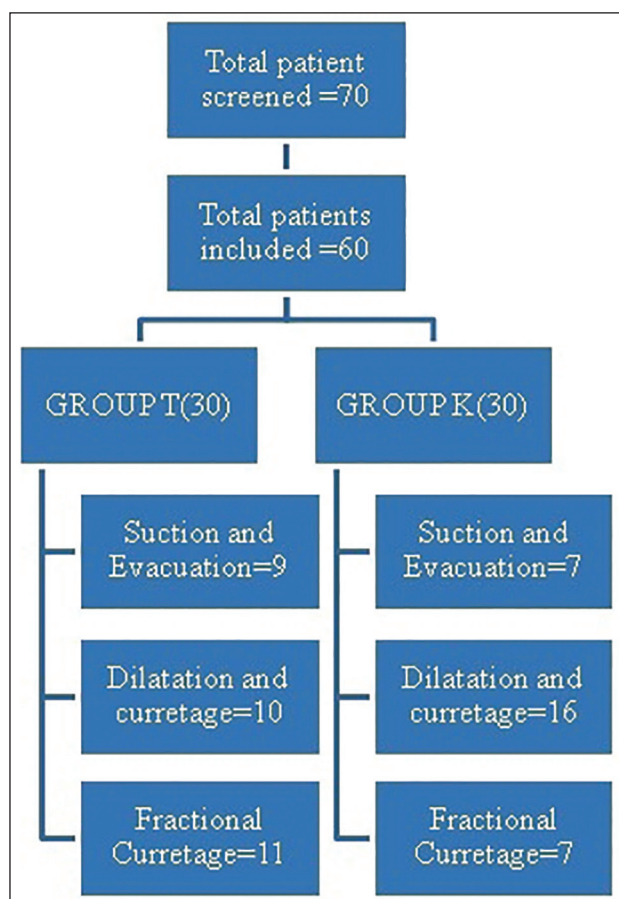 Total patient
screened =70
Total patients
included =60
GROUPT(30)
GROUPK(30)
Suction and
Evacuation=9
Dilatation and
curretage=10
Fractional
Curretage=11
Suction and
Evacuation=7
Dilatation and
curretage=16
Fractional
Curretage=7